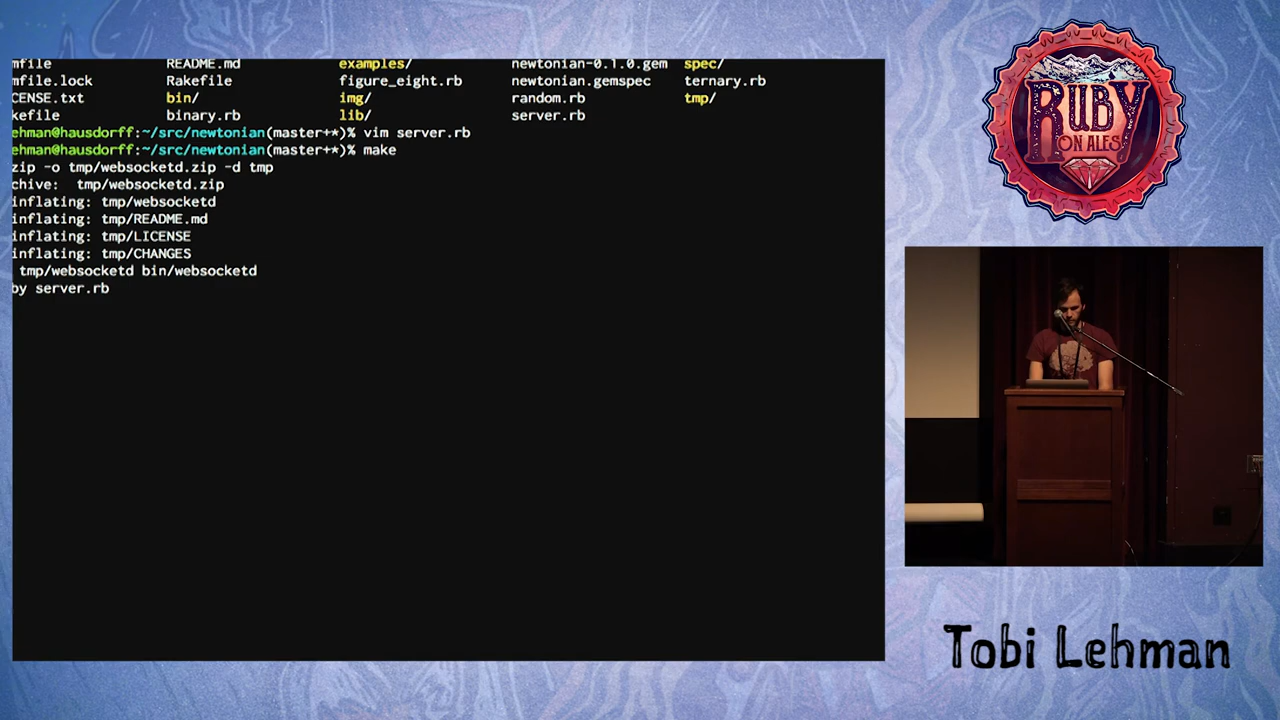 mfile README.md examples/ newtonian-0.1.0.gem spec/
mfile.lock Rakefile figure_eight.rb newtonian.gemspec ternary.rb
CENSE.txt bin/ img/ random.rb tmp/
kefile binary.rb lib/ server.rb
ehman@hausdorff:~/src/newtonian(master+*)% vim server.rb
ehman@hausdorff:~/src/newtonian(master+*)% make
zip -o tmp/websocketd.zip -d tmp
chive:  tmp/websocketd.zip
inflating: tmp/websocketd
inflating: tmp/README.md
inflating: tmp/LICENSE
inflating: tmp/CHANGES
tmp/websocketd bin/websocketd
by server.rb
RUBY
ON ALES
Tobi Lehman